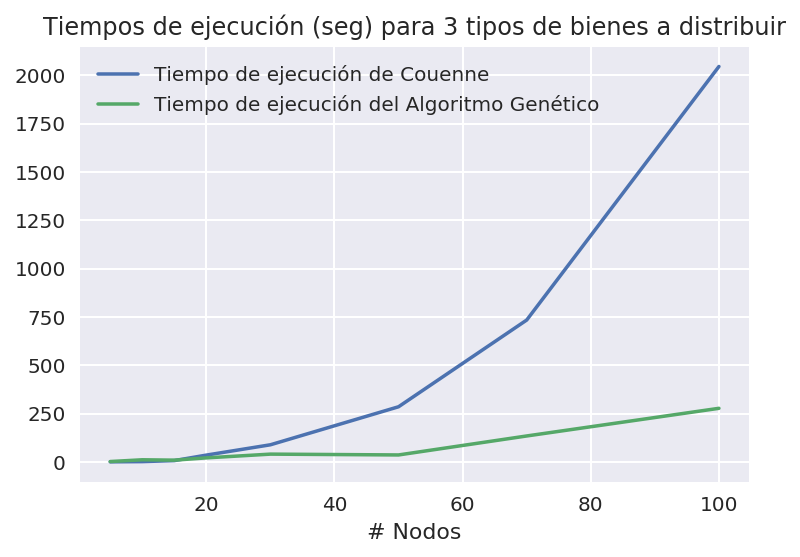 Tiempos de ejecución (seg) para 3 tipos de bienes a distribuir
Tiempo de ejecución de Couenne
Tiempo de ejecución del Algoritmo Genético
2000
1750
1500
1250
1000
750
500
250
0
20 40 60 80 100
# Nodos